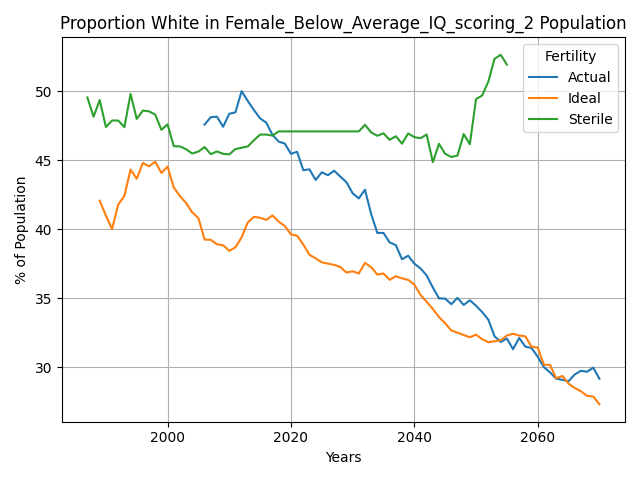 Proportion White in Female_Below_Average_IQ_scoring_2 Population
Fertility
Actual
Ideal
Sterile
50
45
40
35
30
% of Population
2000
2020
2040
2060
Years